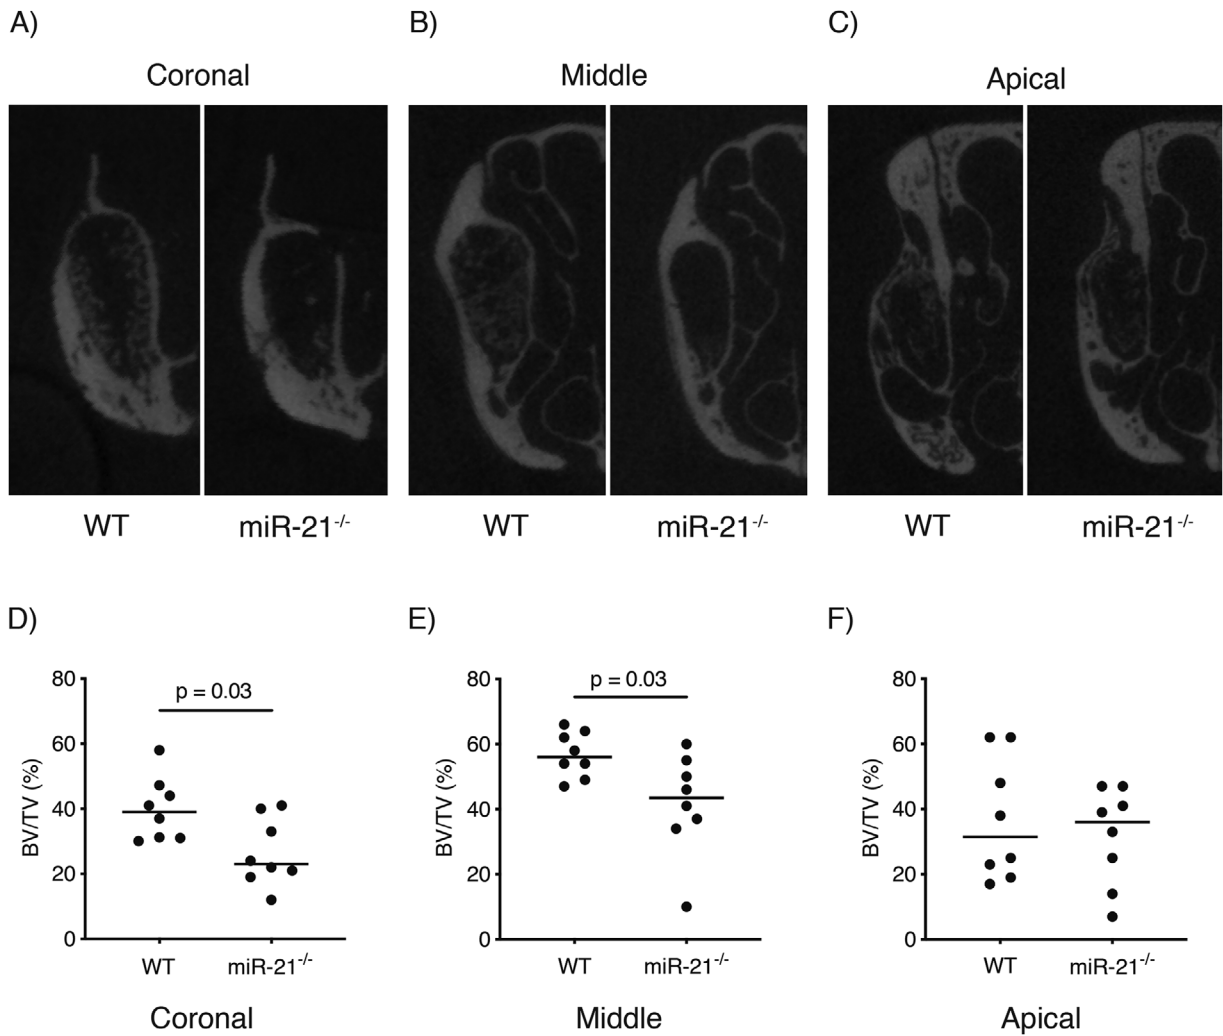 A)
B)
C)
Coronal
Middle
Apical
WT
miR-21-/-
WT
miR-21-/-
WT
miR-21-/-
D)
E)
F)
80
60
40
20
0
BV/TV (%)
p = 0.03
WT
miR-21-/-
Coronal
80
60
40
20
0
BV/TV (%)
p = 0.03
WT
miR-21-/-
Middle
80
60
40
20
0
BV/TV (%)
WT
miR-21-/-
Apical